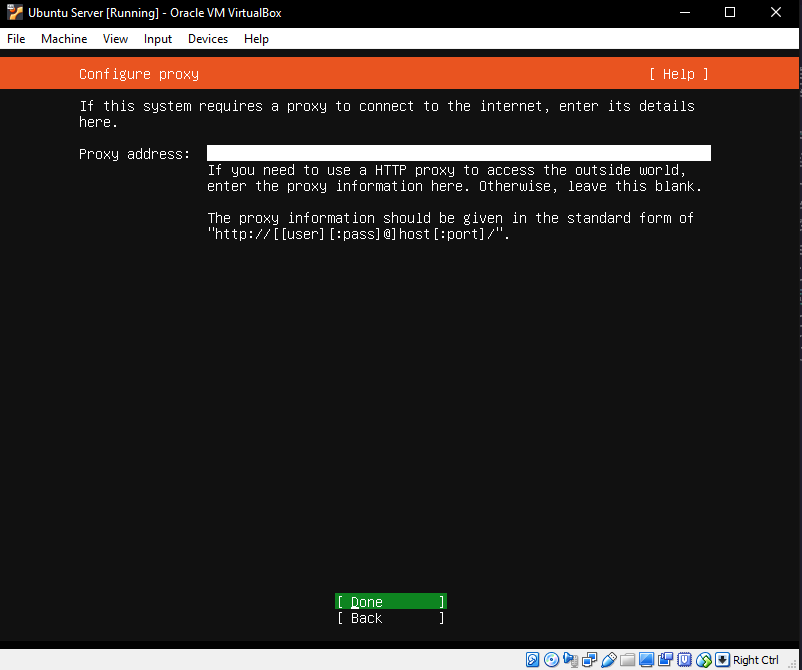 Ubuntu Server [Running] - Oracle VM VirtualBox
File Machine View Input Devices Help
Configure proxy [ Help ]
If this system requires a proxy to connect to the internet, enter its details
here.
Proxy address:
If you need to use a HTTP proxy to access the outside world,
enter the proxy information here. Otherwise, leave this blank.
The proxy information should be given in the standard form of
"http://[[user][:pass]@]host[:port]/".
[ Done ]
[ Back ]
Right Ctrl